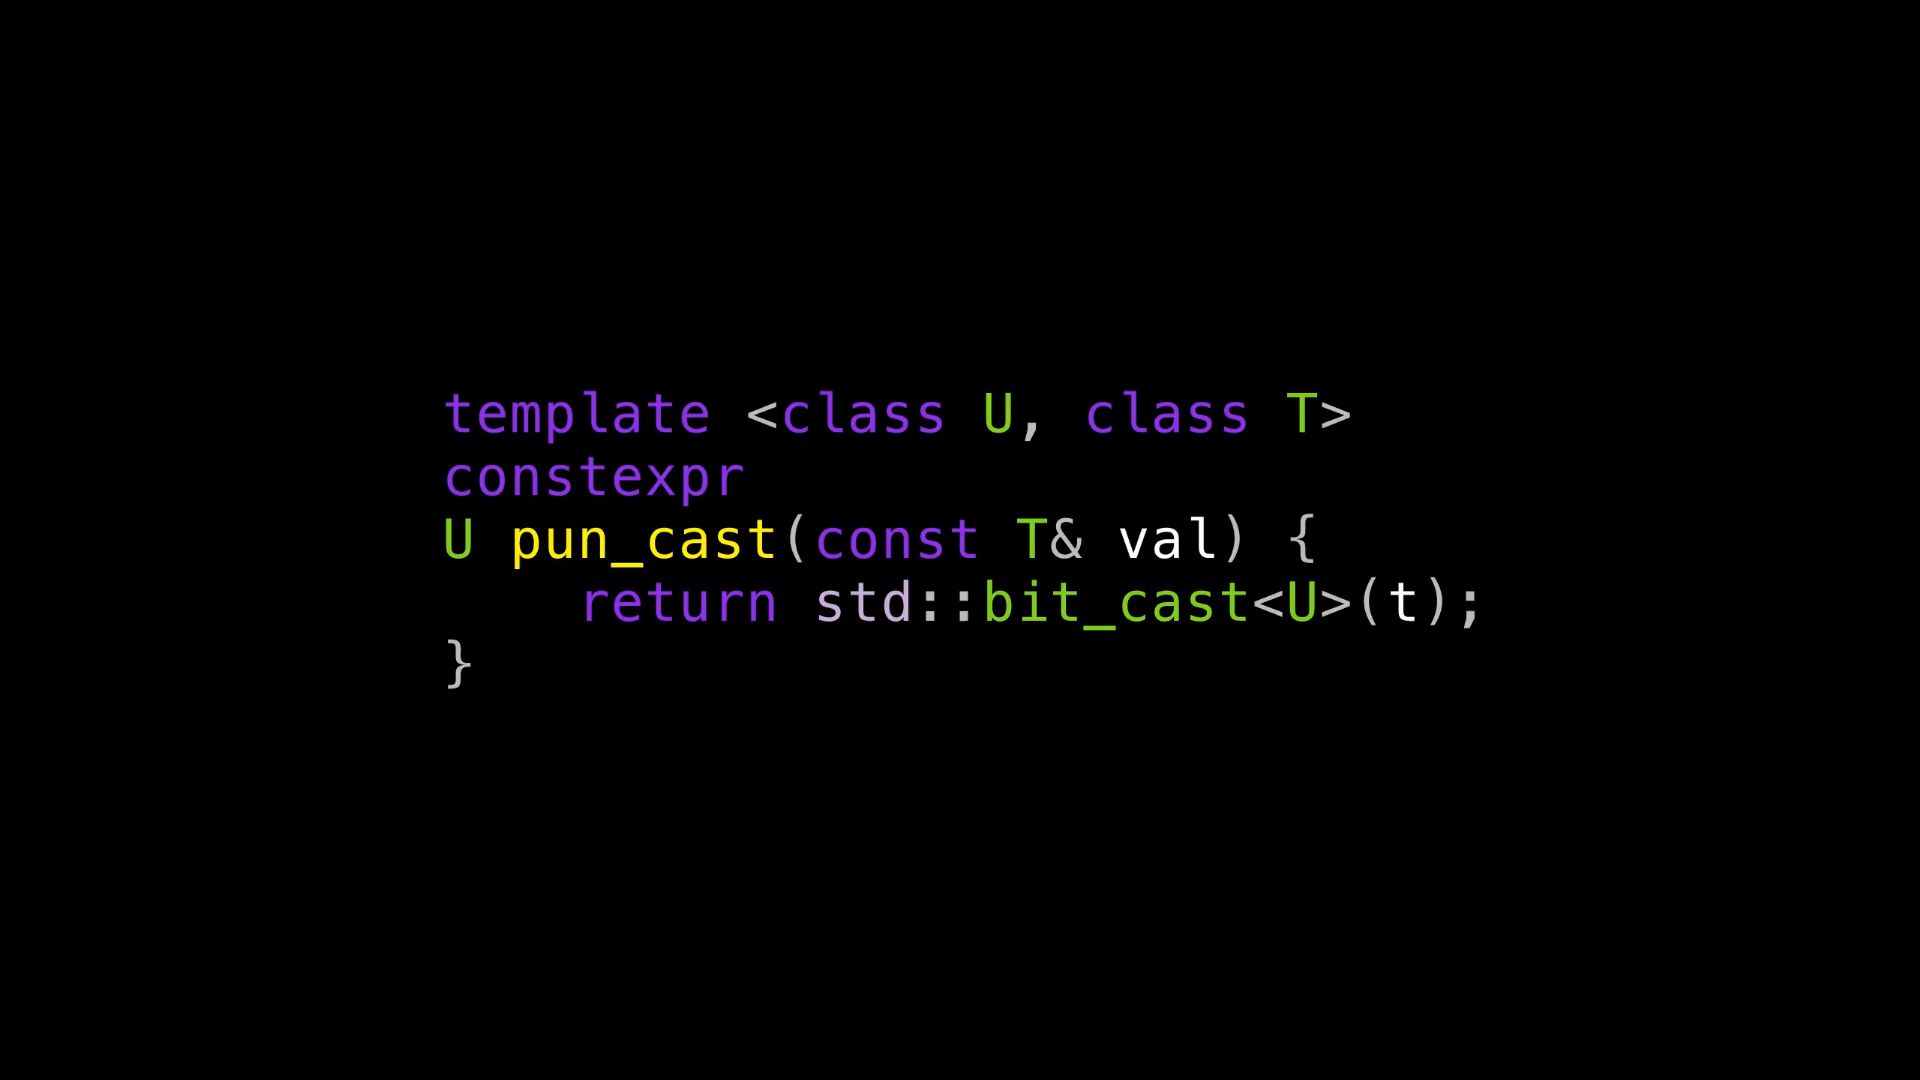 template <class U, class T>
constexpr
U pun_cast(const T& val) {
    return std::bit_cast<U>(t);
}